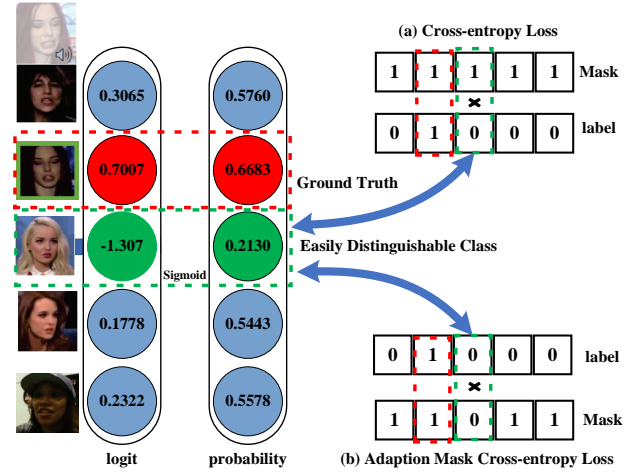 (a) Cross-entropy Loss
1 1 1 1 1 Mask
0 1 0 0 0 label
0.3065 0.5760
0.7007 0.6683
Ground Truth
-1.307 0.2130
Easily Distinguishable Class
Sigmoid
0.1778 0.5443
0 1 0 0 0 label
0.2322 0.5578
1 1 0 1 1 Mask
logit probability
(b) Adaption Mask Cross-entropy Loss